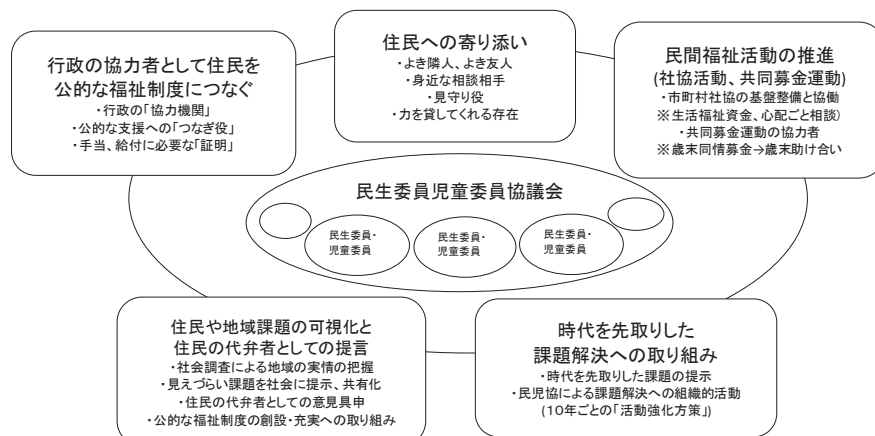 行政の協力者として住民を
公的な福祉制度につなぐ
・行政の「協力機関」
・公的な支援への「つなぎ役」
・手当、給付に必要な「証明」
住民への寄り添い
・よき隣人、よき友人
・身近な相談相手
・見守り役
・力を貸してくれる存在
民間福祉活動の推進
(社協活動、共同募金運動)
・市町村社協の基盤整備と協働
※生活福祉資金、心配ごと相談)
・共同募金運動の協力者
※歳末同情募金→歳末助け合い
民生委員児童委員協議会
民生委員・
児童委員
民生委員・
児童委員
民生委員・
児童委員
住民や地域課題の可視化と
住民の代弁者としての提言
・社会調査による地域の実情の把握
・見えづらい課題を社会に提示、共有化
・住民の代弁者としての意見具申
・公的な福祉制度の創設・充実への取り組み
時代を先取りした
課題解決への取り組み
・時代を先取りした課題の提示
・民児協による課題解決への組織的活動
(10年ごとの「活動強化方策」)